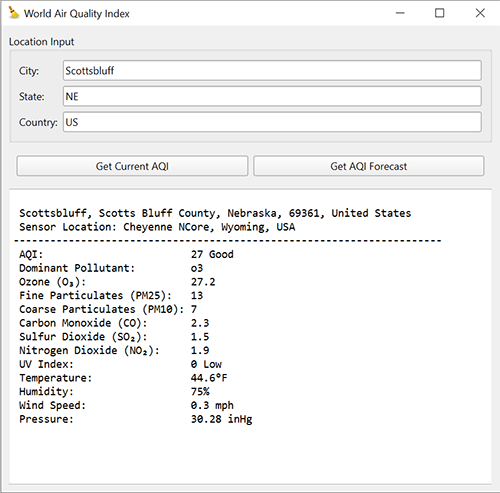 World Air Quality Index
Location Input
City: Scottsbluff
State: NE
Country: US
Get Current AQI Get AQI Forecast
Scottsbluff, Scotts Bluff County, Nebraska, 69361, United States
Sensor Location: Cheyenne NCore, Wyoming, USA
----------------------------------------------------------------------
AQI: 27 Good
Dominant Pollutant: o3
Ozone (O₃): 27.2
Fine Particulates (PM25): 13
Coarse Particulates (PM10): 7
Carbon Monoxide (CO): 2.3
Sulfur Dioxide (SO₂): 1.5
Nitrogen Dioxide (NO₂): 1.9
UV Index: 0 Low
Temperature: 44.6°F
Humidity: 75%
Wind Speed: 0.3 mph
Pressure: 30.28 inHg